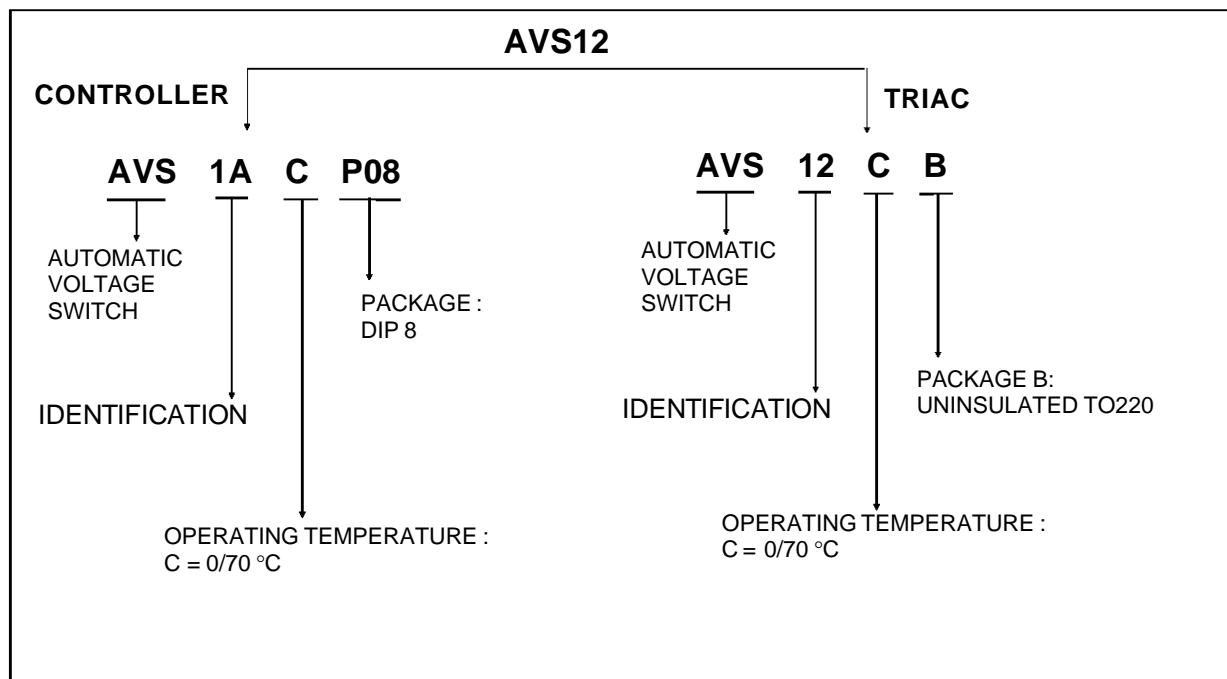 AVS12
CONTROLLER
TRIAC
AVS 1A C P08
AVS 12 C B
AUTOMATIC
VOLTAGE
SWITCH
PACKAGE :
DIP 8
IDENTIFICATION
OPERATING TEMPERATURE :
C = 0/70 °C
AUTOMATIC
VOLTAGE
SWITCH
PACKAGE B:
UNINSULATED TO220
IDENTIFICATION
OPERATING TEMPERATURE :
C = 0/70 °C